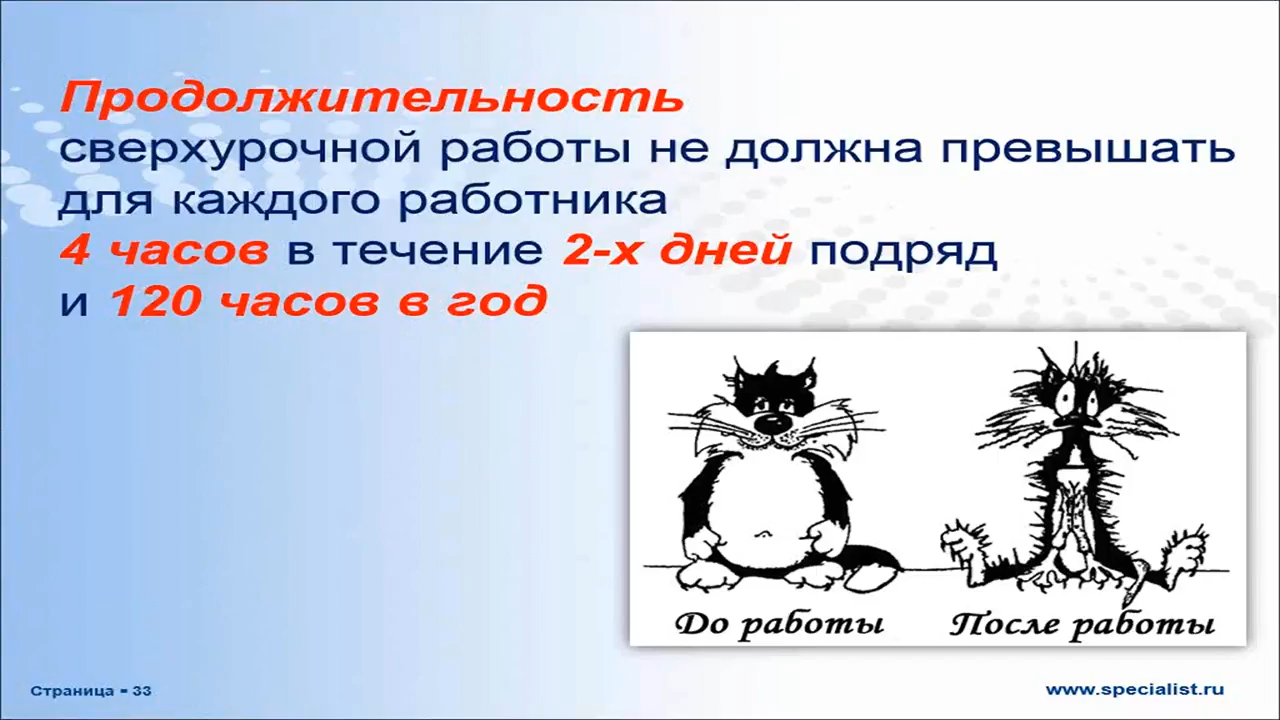 Продолжительность
сверхурочной работы не должна превышать
для каждого работника
4 часов в течение 2-х дней подряд
и 120 часов в год
До работы
После работы
Страница ▪ 33
www.specialist.ru